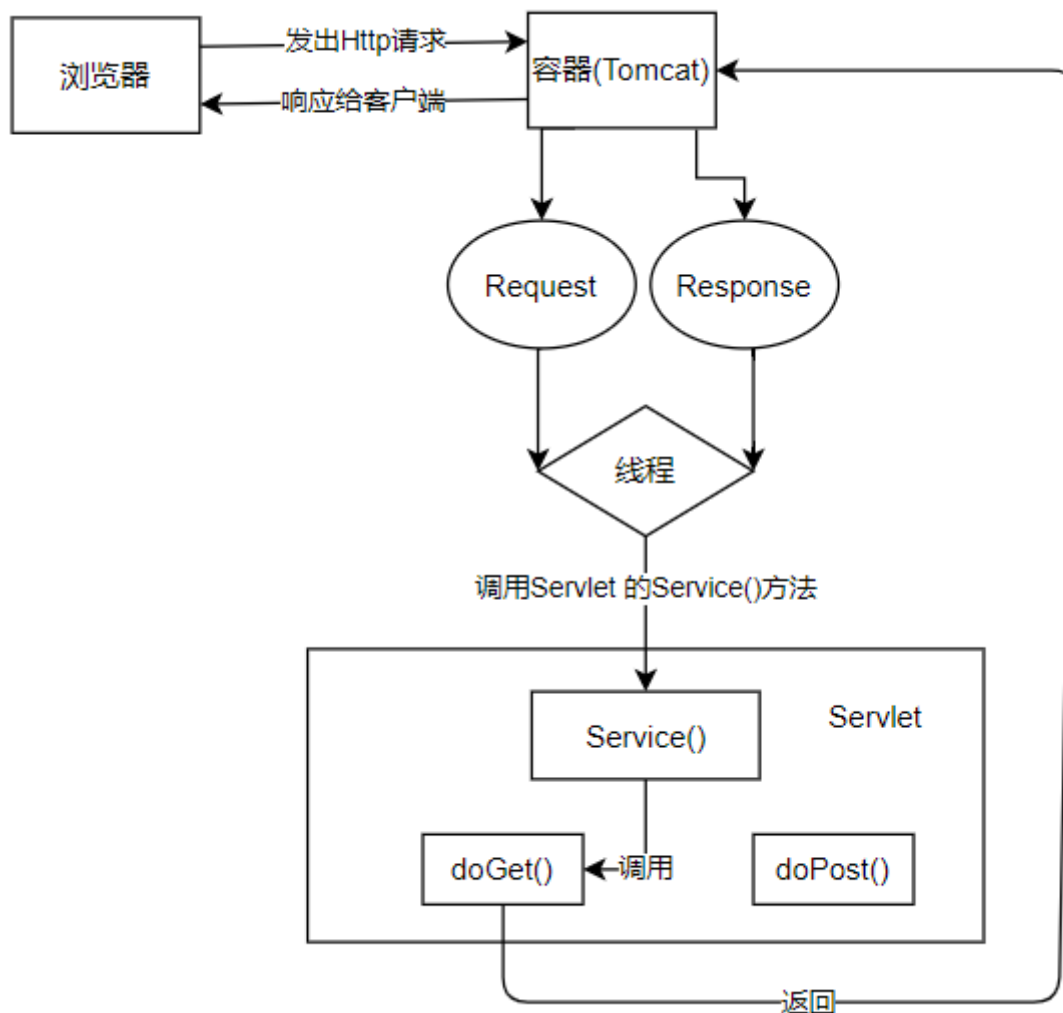 发出Http请求
浏览器
容器(Tomcat)
响应给客户端
Request
Response
线程
调用Servlet 的Service()方法
Servlet
Service()
doGet()
调用
doPost()
返回